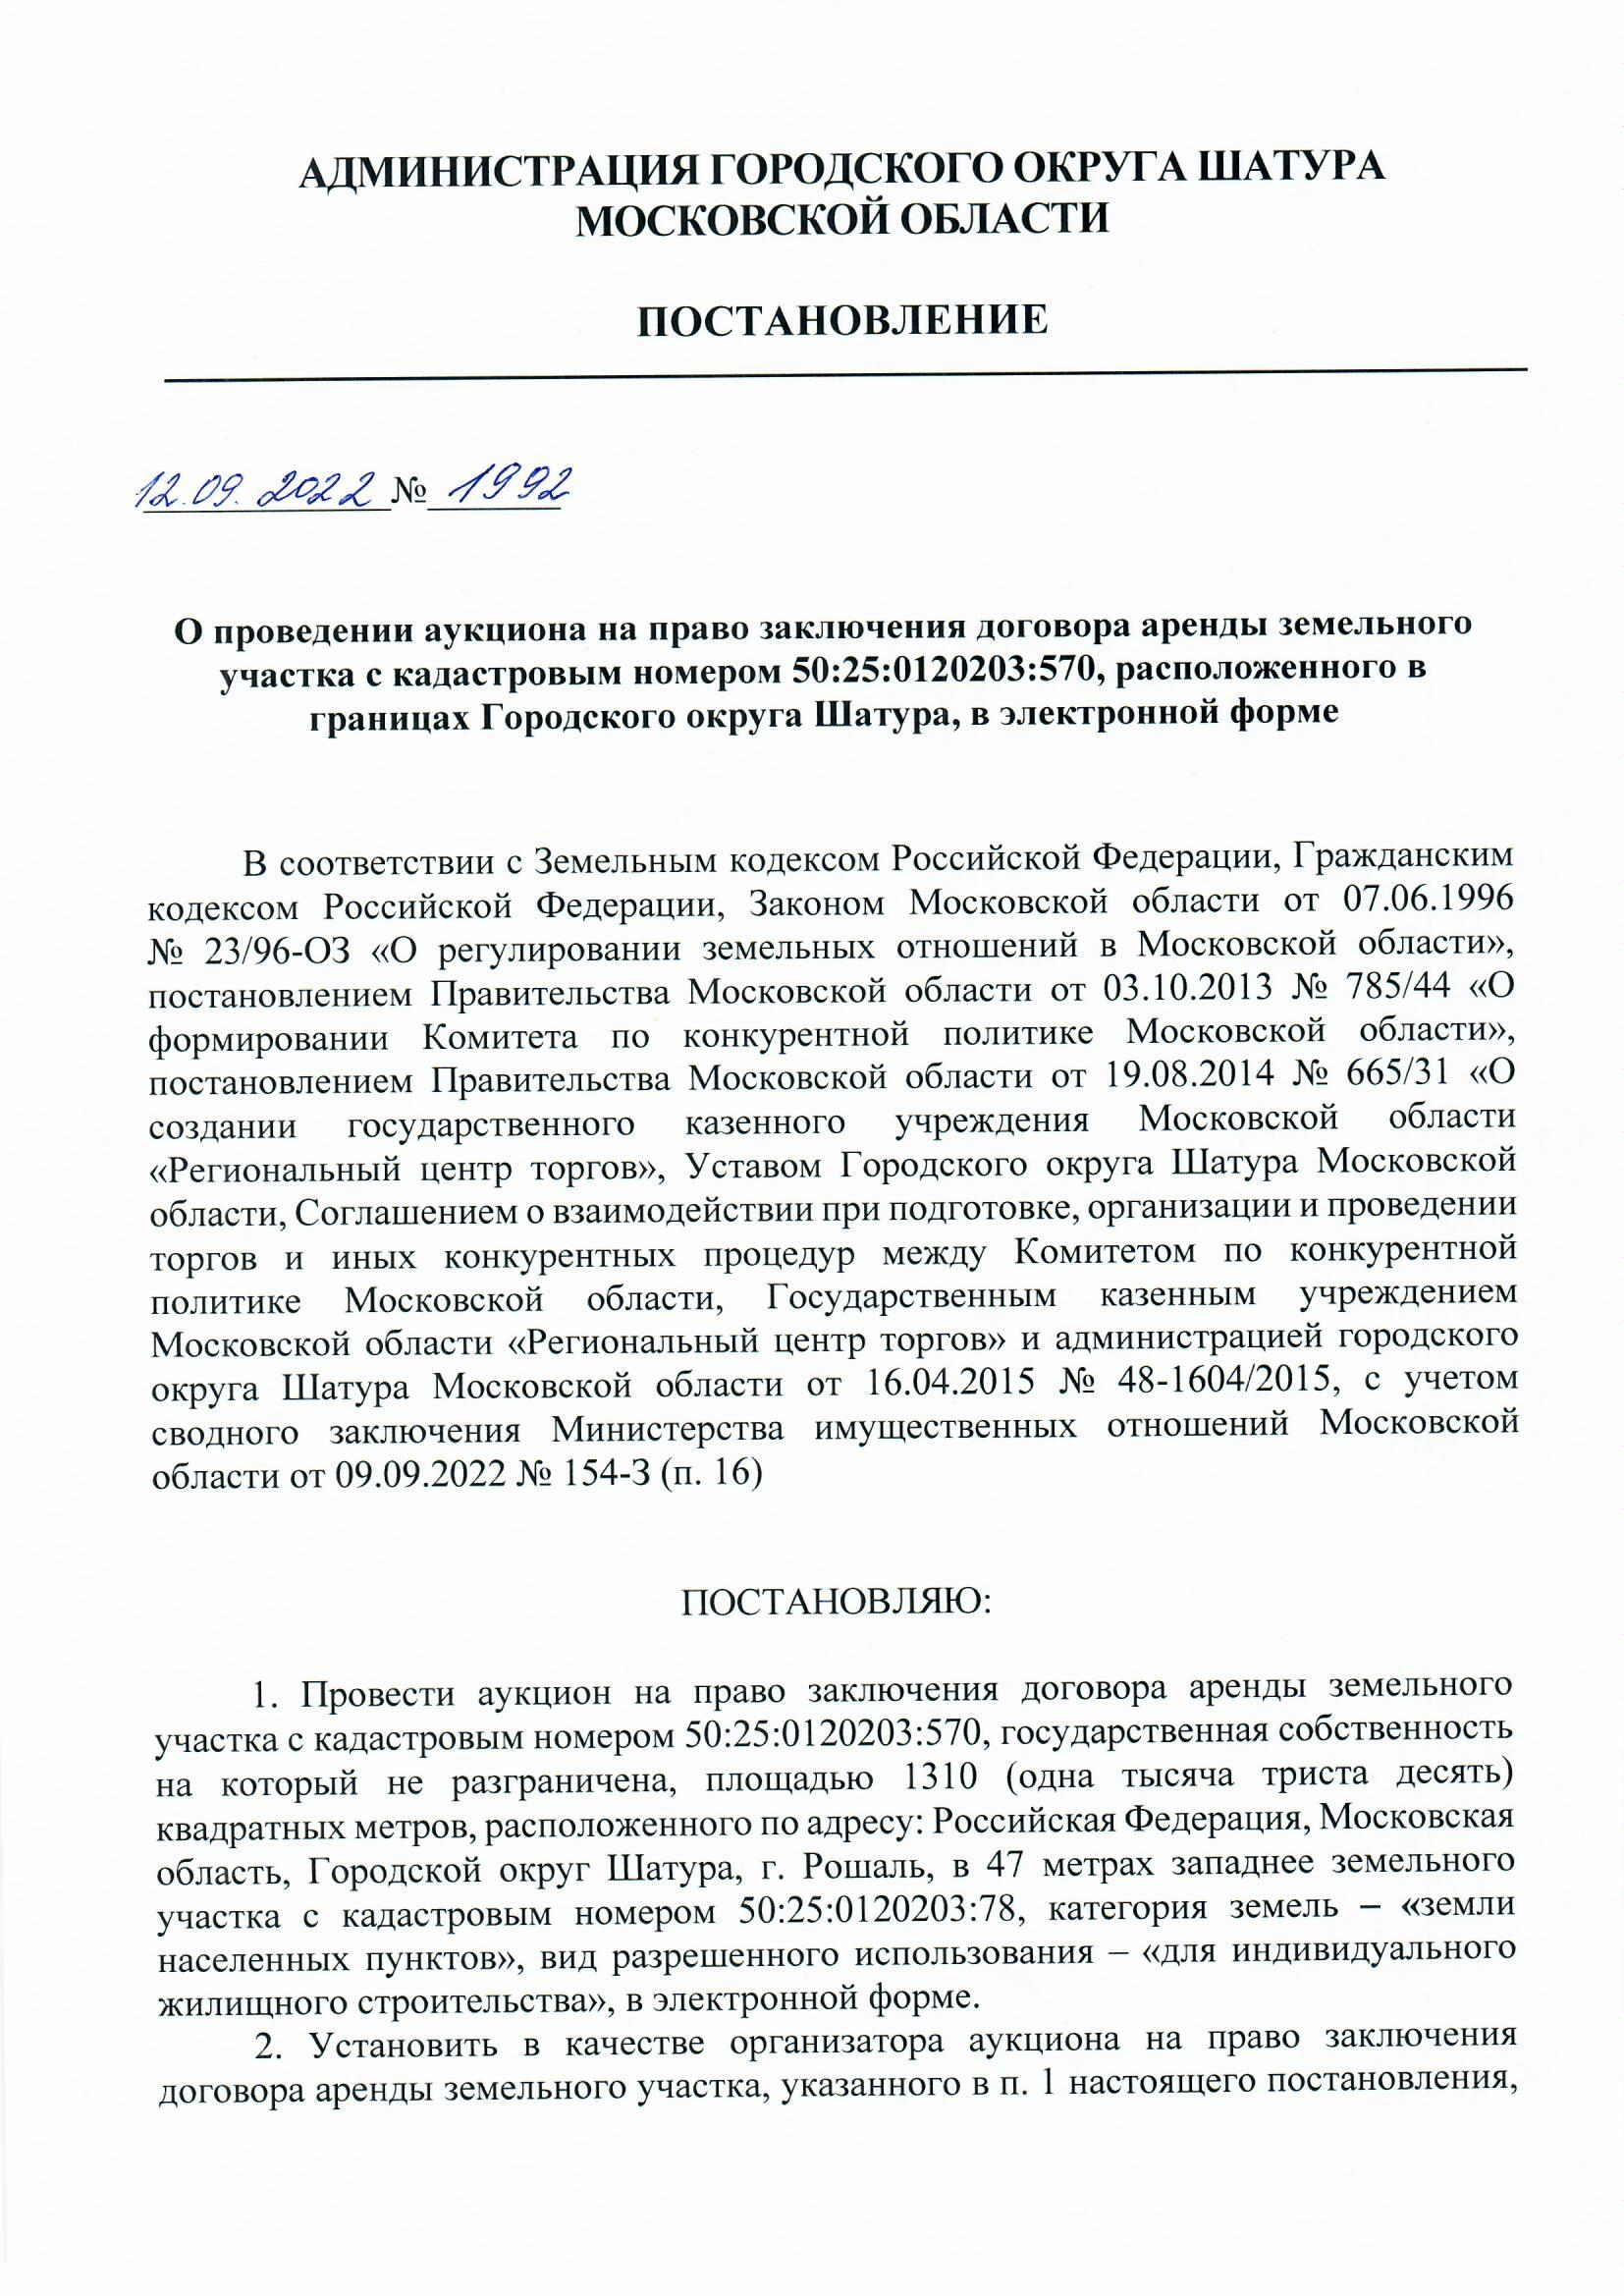 АДМИНИСТРАЦИЯ ГОРОДСКОГО ОКРУГА ШАТУРА
МОСКОВСКОЙ ОБЛАСТИ
ПОСТАНОВЛЕНИЕ
12.09.2022 № 1992
О проведении аукциона на право заключения договора аренды земельного
участка с кадастровым номером 50:25:0120203:570, расположенного в
границах Городского округа Шатура, в электронной форме
В соответствии с Земельным кодексом Российской Федерации, Гражданским
кодексом Российской Федерации, Законом Московской области от 07.06.1996
№ 23/96-ОЗ «О регулировании земельных отношений в Московской области»,
постановлением Правительства Московской области от 03.10.2013 № 785/44 «О
формировании Комитета по конкурентной политике Московской области»,
постановлением Правительства Московской области от 19.08.2014 № 665/31 «О
создании государственного казенного учреждения Московской области
«Региональный центр торгов», Уставом Городского округа Шатура Московской
области, Соглашением о взаимодействии при подготовке, организации и проведении
торгов и иных конкурентных процедур между Комитетом по конкурентной
политике Московской области, Государственным казенным учреждением
Московской области «Региональный центр торгов» и администрацией городского
округа Шатура Московской области от 16.04.2015 № 48-1604/2015, с учетом
сводного заключения Министерства имущественных отношений Московской
области от 09.09.2022 № 154-З (п. 16)
ПОСТАНОВЛЯЮ:
1. Провести аукцион на право заключения договора аренды земельного
участка с кадастровым номером 50:25:0120203:570, государственная собственность
на который не разграничена, площадью 1310 (одна тысяча триста десять)
квадратных метров, расположенного по адресу: Российская Федерация, Московская
область, Городской округ Шатура, г. Рошаль, в 47 метрах западнее земельного
участка с кадастровым номером 50:25:0120203:78, категория земель – «земли
населенных пунктов», вид разрешенного использования – «для индивидуального
жилищного строительства», в электронной форме.
2. Установить в качестве организатора аукциона на право заключения
договора аренды земельного участка, указанного в п. 1 настоящего постановления,